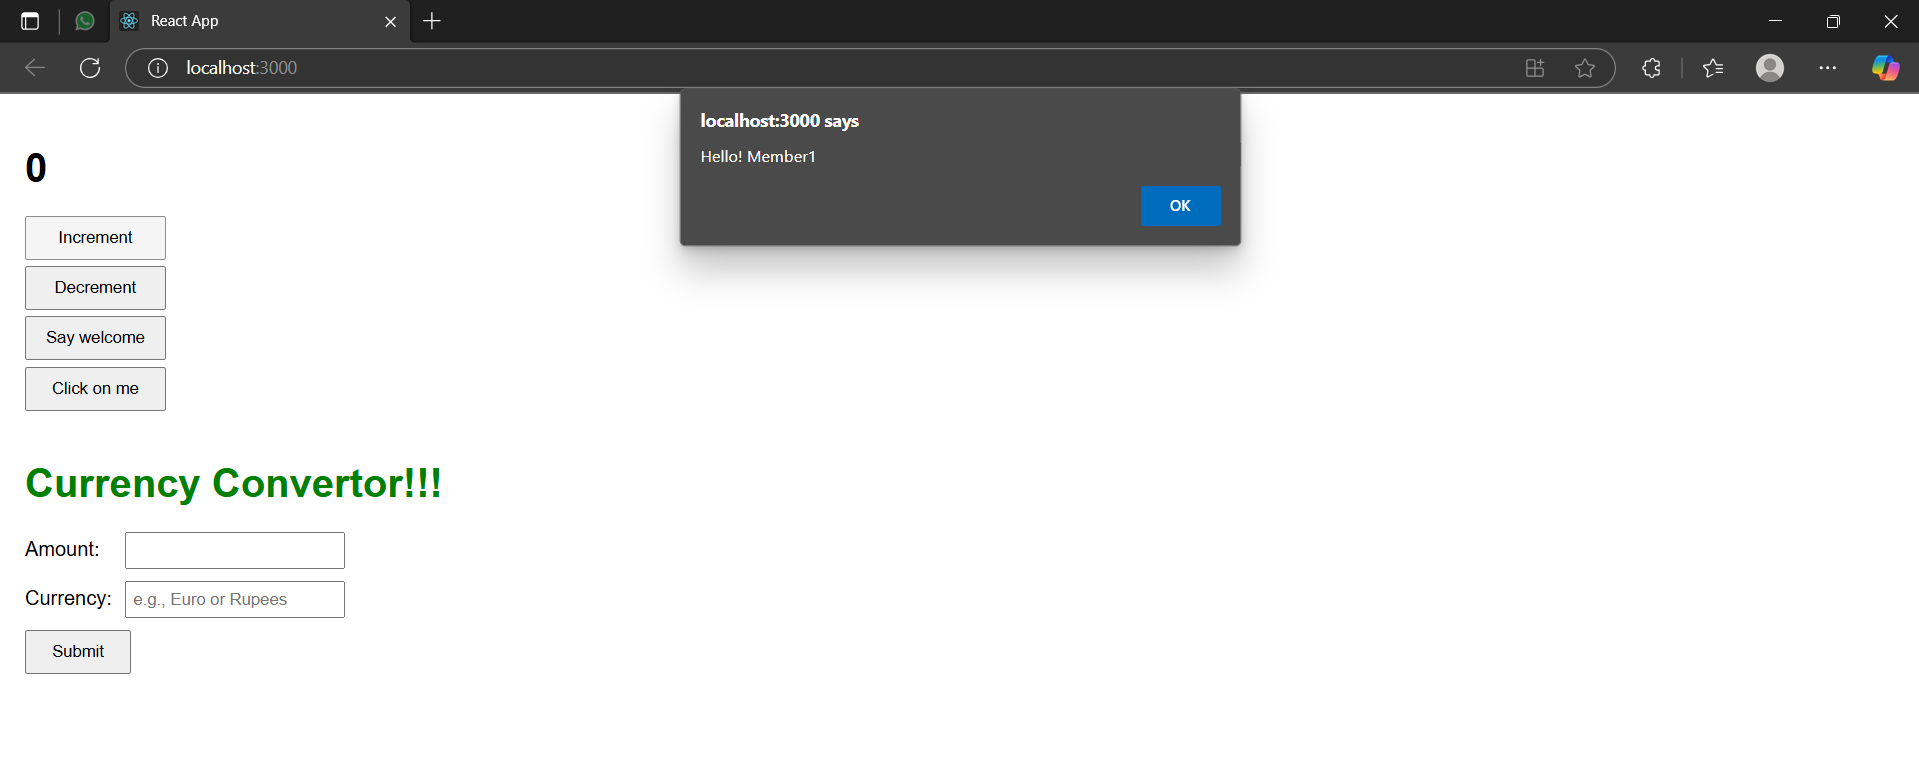 React App
localhost:3000
localhost:3000 says
Hello! Member1
OK
0
Increment
Decrement
Say welcome
Click on me
Currency Convertor!!!
Amount:
Currency: e.g., Euro or Rupees
Submit